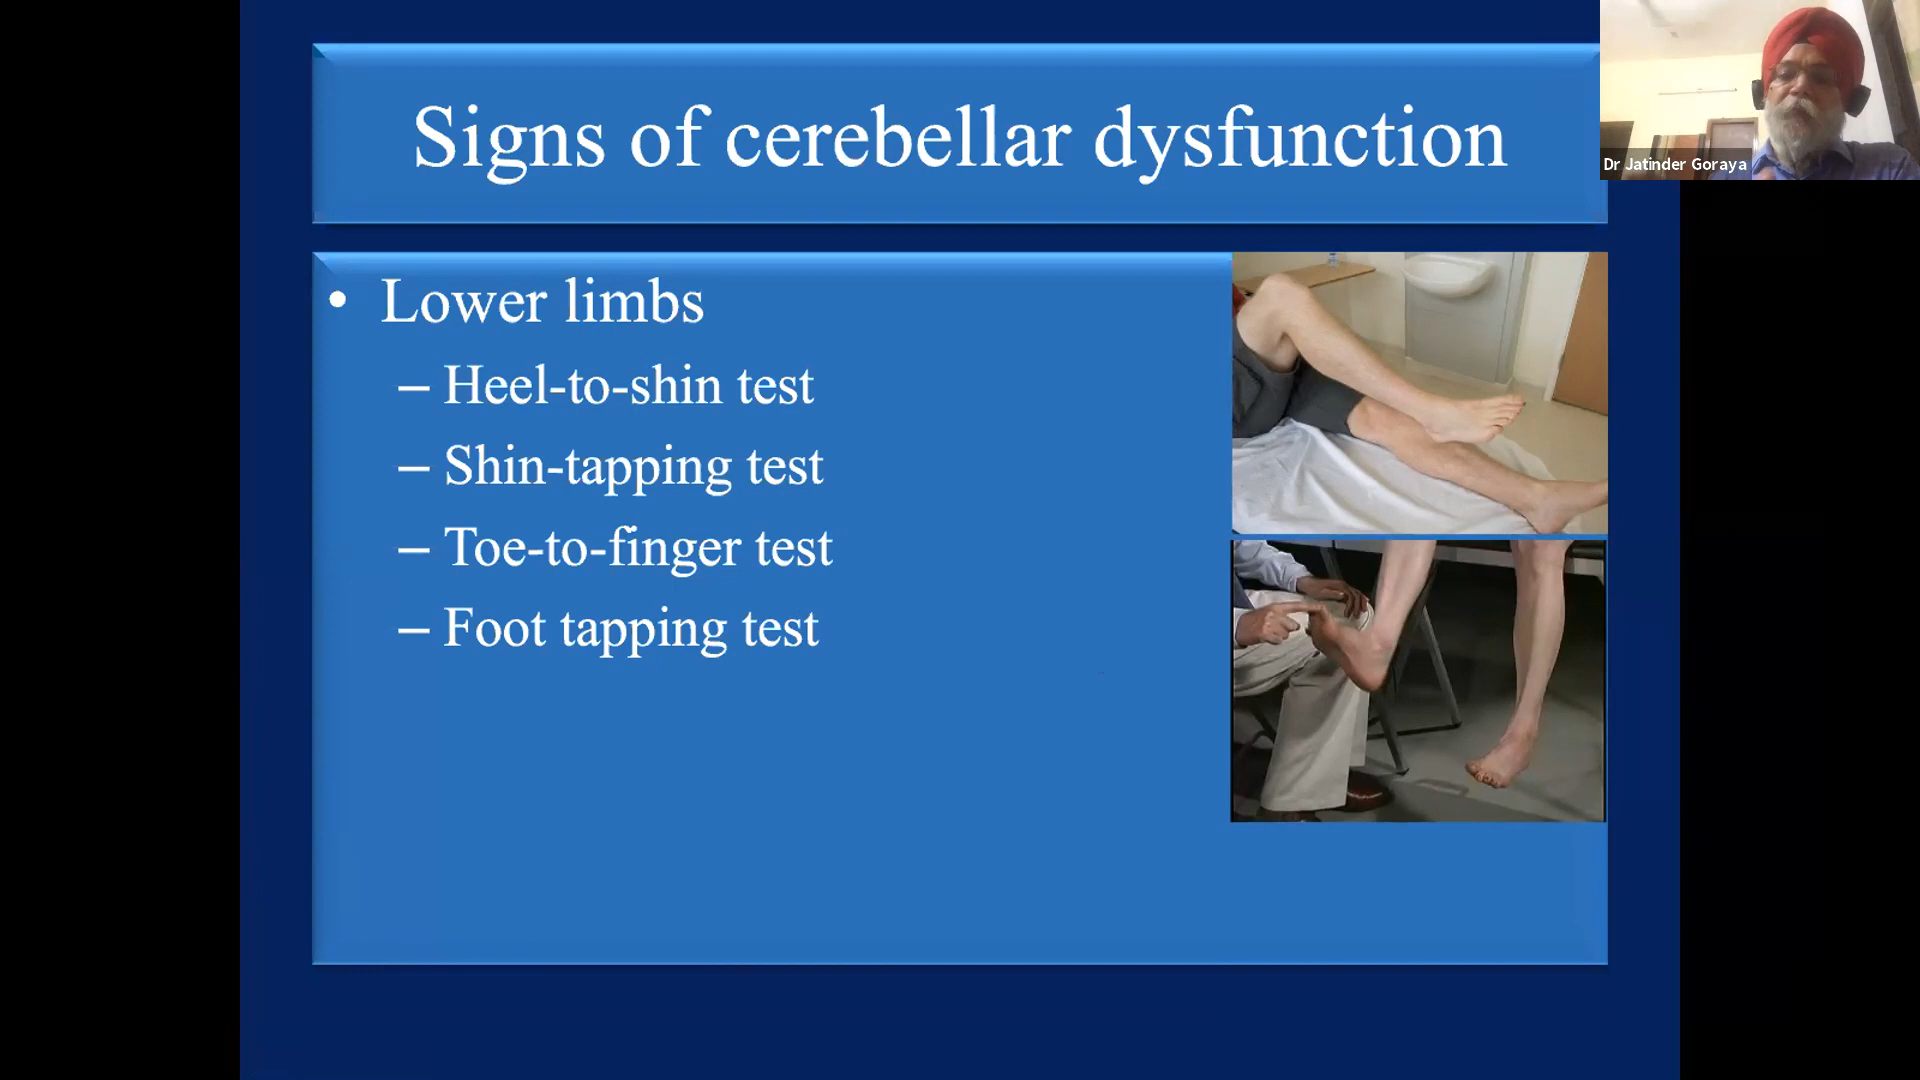 Signs of cerebellar dysfunction
Dr Jatinder Goraya
• Lower limbs
– Heel-to-shin test
– Shin-tapping test
– Toe-to-finger test
– Foot tapping test